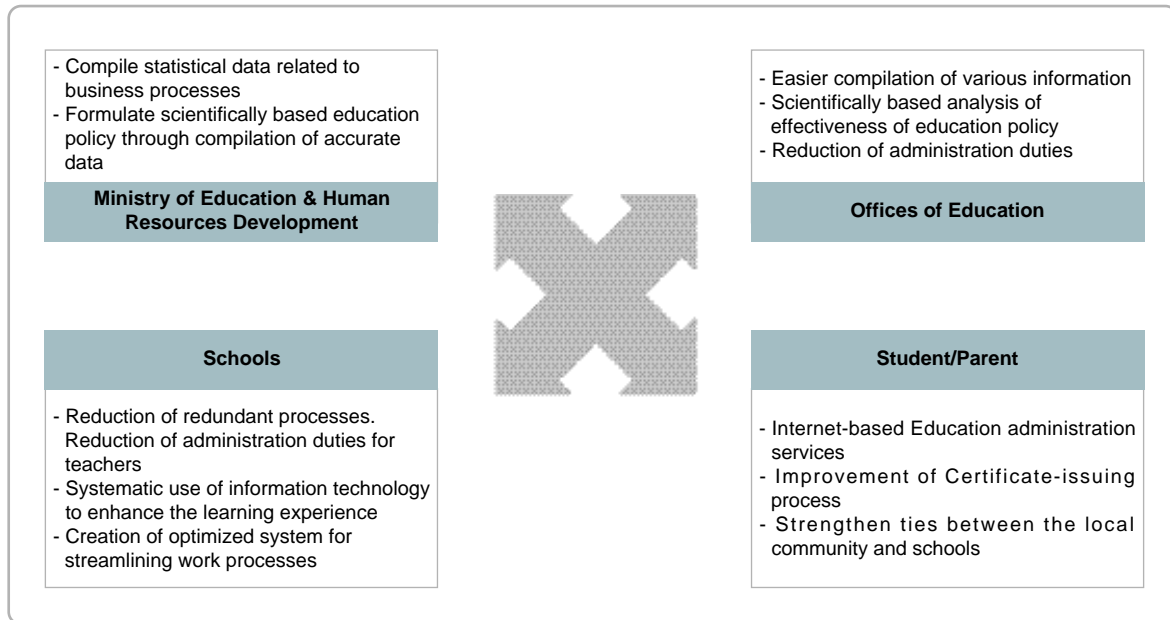 - Compile statistical data related to
business processes
- Formulate scientifically based education
policy through compilation of accurate
data
Ministry of Education & Human
Resources Development
- Easier compilation of various information
- Scientifically based analysis of
effectiveness of education policy
- Reduction of administration duties
Offices of Education
Schools
- Reduction of redundant processes.
Reduction of administration duties for
teachers
- Systematic use of information technology
to enhance the learning experience
- Creation of optimized system for
streamlining work processes
Student/Parent
- Internet-based Education administration
services
- Improvement of Certificate-issuing
process
- Strengthen ties between the local
community and schools